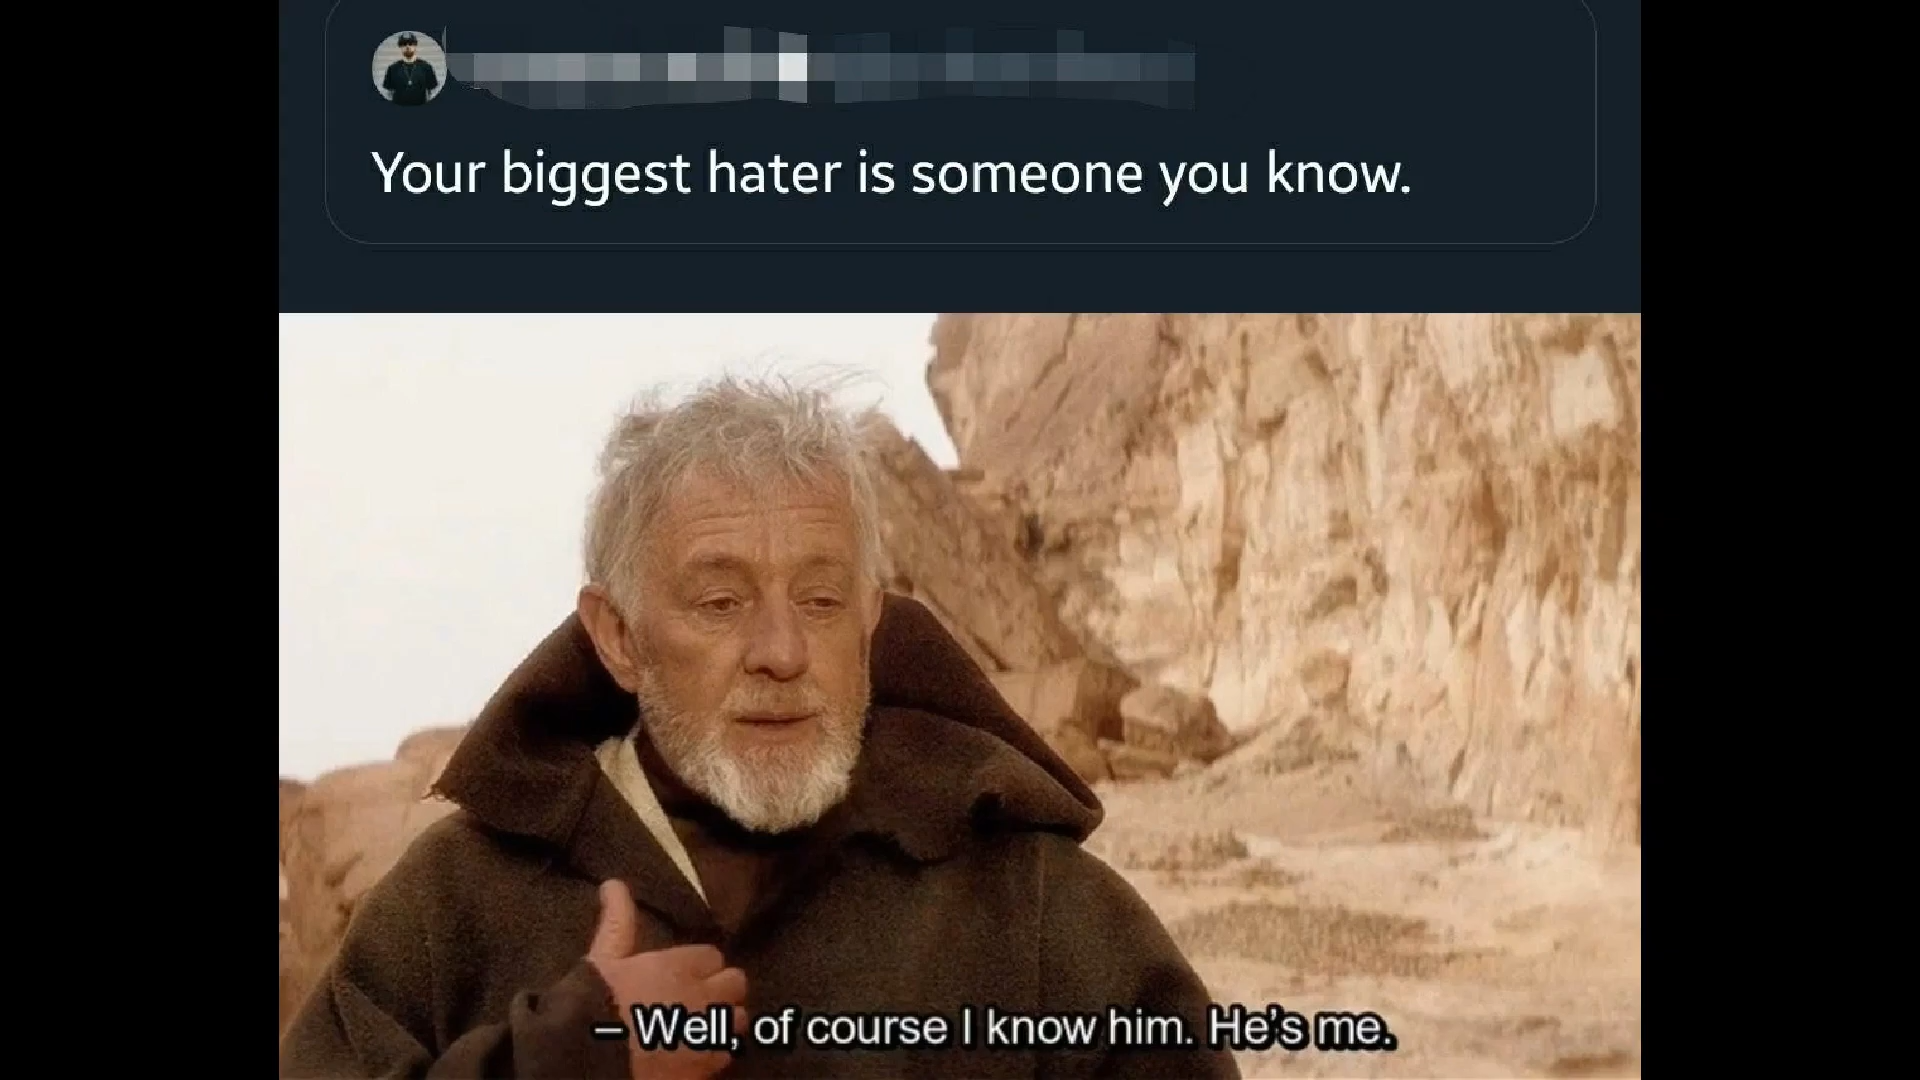 Your biggest hater is someone you know.
– Well, of course I know him. He's me.